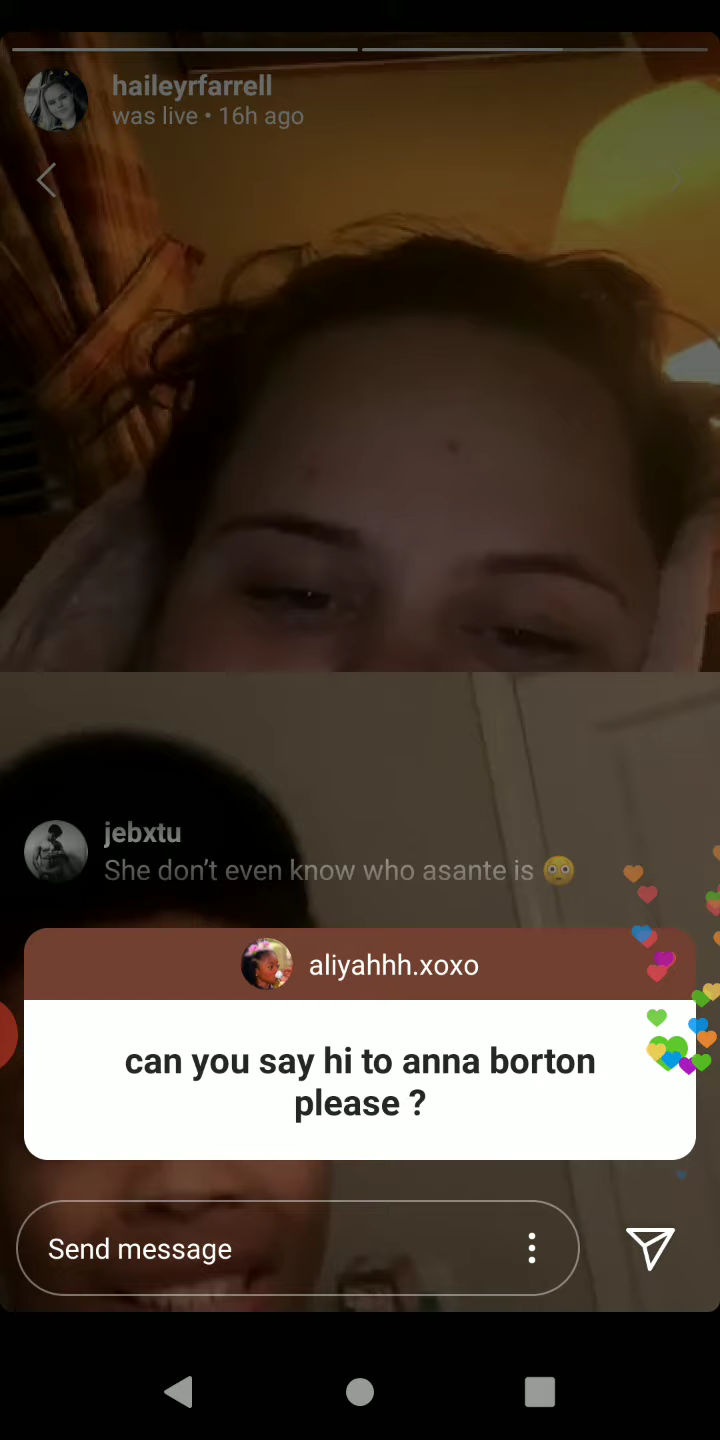 haileyrfarrell
was live • 16h ago
jebxtu
She don't even know who asante is 😳
aliyahhh.xoxo
can you say hi to anna borton
please ?
Send message